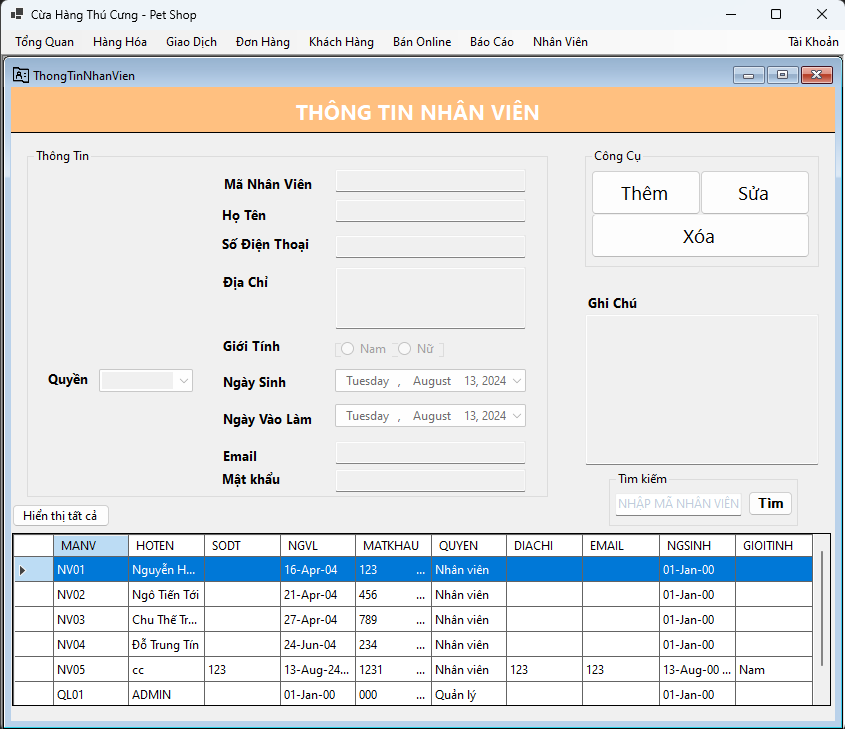 Cửa Hàng Thú Cưng - Pet Shop
Tổng Quan Hàng Hóa Giao Dịch Đơn Hàng Khách Hàng Bán Online Báo Cáo Nhân Viên Tài Khoản
ThongTinNhanVien
THÔNG TIN NHÂN VIÊN
Thông Tin
Mã Nhân Viên
Họ Tên
Số Điện Thoại
Địa Chỉ
Giới Tính Nam Nữ
Quyền
Ngày Sinh Tuesday , August 13, 2024
Ngày Vào Làm Tuesday , August 13, 2024
Email
Mật khẩu
Công Cụ
Thêm Sửa
Xóa
Ghi Chú
Tìm kiếm
NHẬP MÃ NHÂN VIÊN Tìm
Hiển thị tất cả
MANV HOTEN SODT NGVL MATKHAU QUYEN DIACHI EMAIL NGSINH GIOITINH
NV01 Nguyễn H... 16-Apr-04 123 ... Nhân viên 01-Jan-00
NV02 Ngô Tiến Tới 21-Apr-04 456 ... Nhân viên 01-Jan-00
NV03 Chu Thế Tr... 27-Apr-04 789 ... Nhân viên 01-Jan-00
NV04 Đỗ Trung Tín 24-Jun-04 234 ... Nhân viên 01-Jan-00
NV05 cc 123 13-Aug-24... 1231 ... Nhân viên 123 123 13-Aug-00 ... Nam
QL01 ADMIN 01-Jan-00 000 ... Quản lý 01-Jan-00